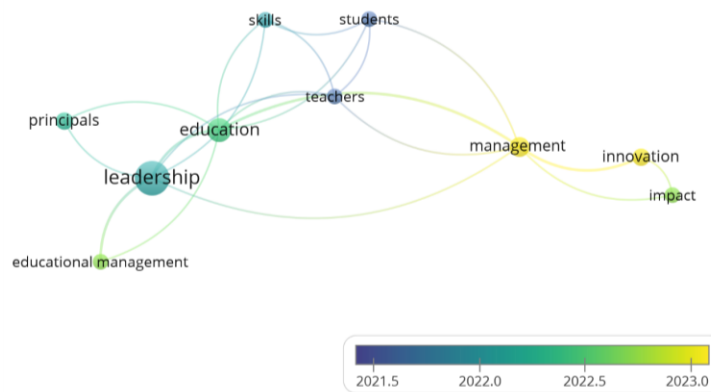 skills
students
teachers
principals
education
management
innovation
leadership
impact
educational management
2021.5
2022.0
2022.5
2023.0